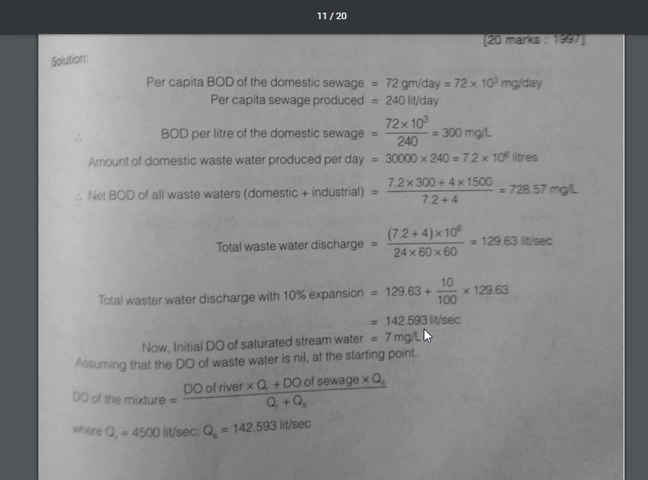 11 / 20
[20 marks : 1997]
Solution:
Per capita BOD of the domestic sewage = 72 gm/day = 72 × 10³ mg/day
Per capita sewage produced = 240 lit/day
∴ BOD per litre of the domestic sewage = 72 × 10³ / 240 = 300 mg/L
Amount of domestic waste water produced per day = 30000 × 240 = 7.2 × 10⁶ litres
∴ Net BOD of all waste waters (domestic + industrial) = 7.2 × 300 + 4 × 1500 / 7.2 + 4 = 728.57 mg/L
Total waste water discharge = (7.2 + 4) × 10⁶ / 24 × 60 × 60 = 129.63 lit/sec
Total waster water discharge with 10% expansion = 129.63 + 10 / 100 × 129.63
= 142.593 lit/sec
Now, Initial DO of saturated stream water = 7 mg/L
Assuming that the DO of waste water is nil, at the starting point.
DO of the mixture = DO of river × Qᵣ + DO of sewage × Qₛ / Qᵣ + Qₛ
where Qᵣ = 4500 lit/sec; Qₛ = 142.593 lit/sec